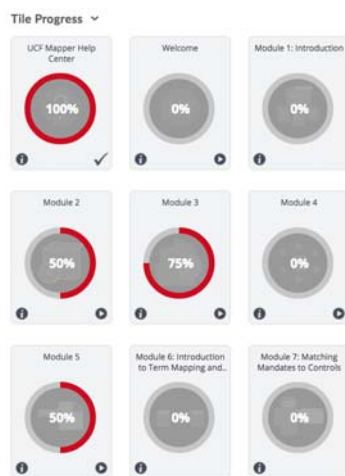 Tile Progress
UCF Mapper Help
Center
100%
Welcome
0%
Module 1: Introduction
0%
Module 2
50%
Module 3
75%
Module 4
0%
Module 5
50%
Module 6: Introduction
to Term Mapping and..
0%
Module 7: Matching
Mandates to Controls
0%